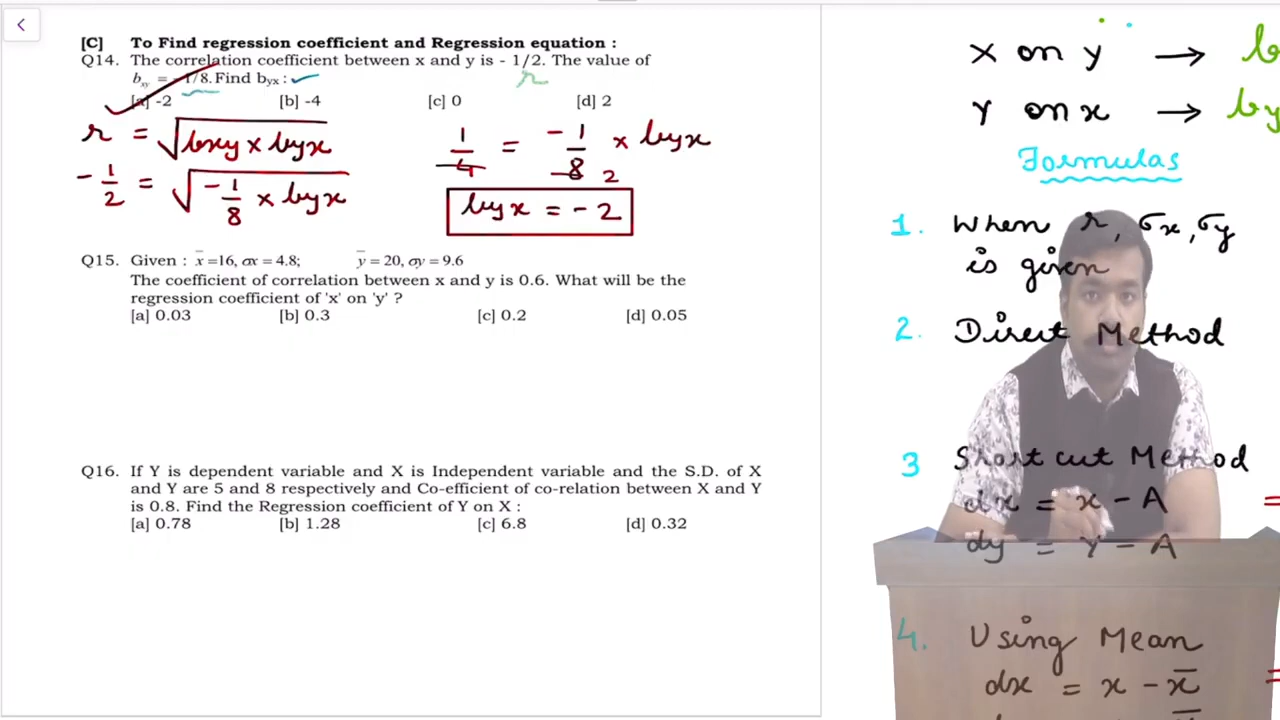 [C] To Find regression coefficient and Regression equation :
Q14. The correlation coefficient between x and y is - 1/2. The value of
bxy = -1/8. Find byx :
r
[a] -2 [b] -4 [c] 0 [d] 2
r = √bxy × byx
-1/2 = √-1/8 × byx
1/4 = -1/8 × byx
2
byx = -2
Q15. Given : x̄ =16, σx = 4.8; ȳ = 20, σy = 9.6
The coefficient of correlation between x and y is 0.6. What will be the
regression coefficient of 'x' on 'y' ?
[a] 0.03 [b] 0.3 [c] 0.2 [d] 0.05
Q16. If Y is dependent variable and X is Independent variable and the S.D. of X
and Y are 5 and 8 respectively and Co-efficient of co-relation between X and Y
is 0.8. Find the Regression coefficient of Y on X :
[a] 0.78 [b] 1.28 [c] 6.8 [d] 0.32
X on y → b
Y on x → by
Formulas
1. When r, σx, σy
is given
2. Direct Method
3 Short cut Method
dx = x - A =
dy = Y - A
4. Using Mean
dx = x - x̄ =